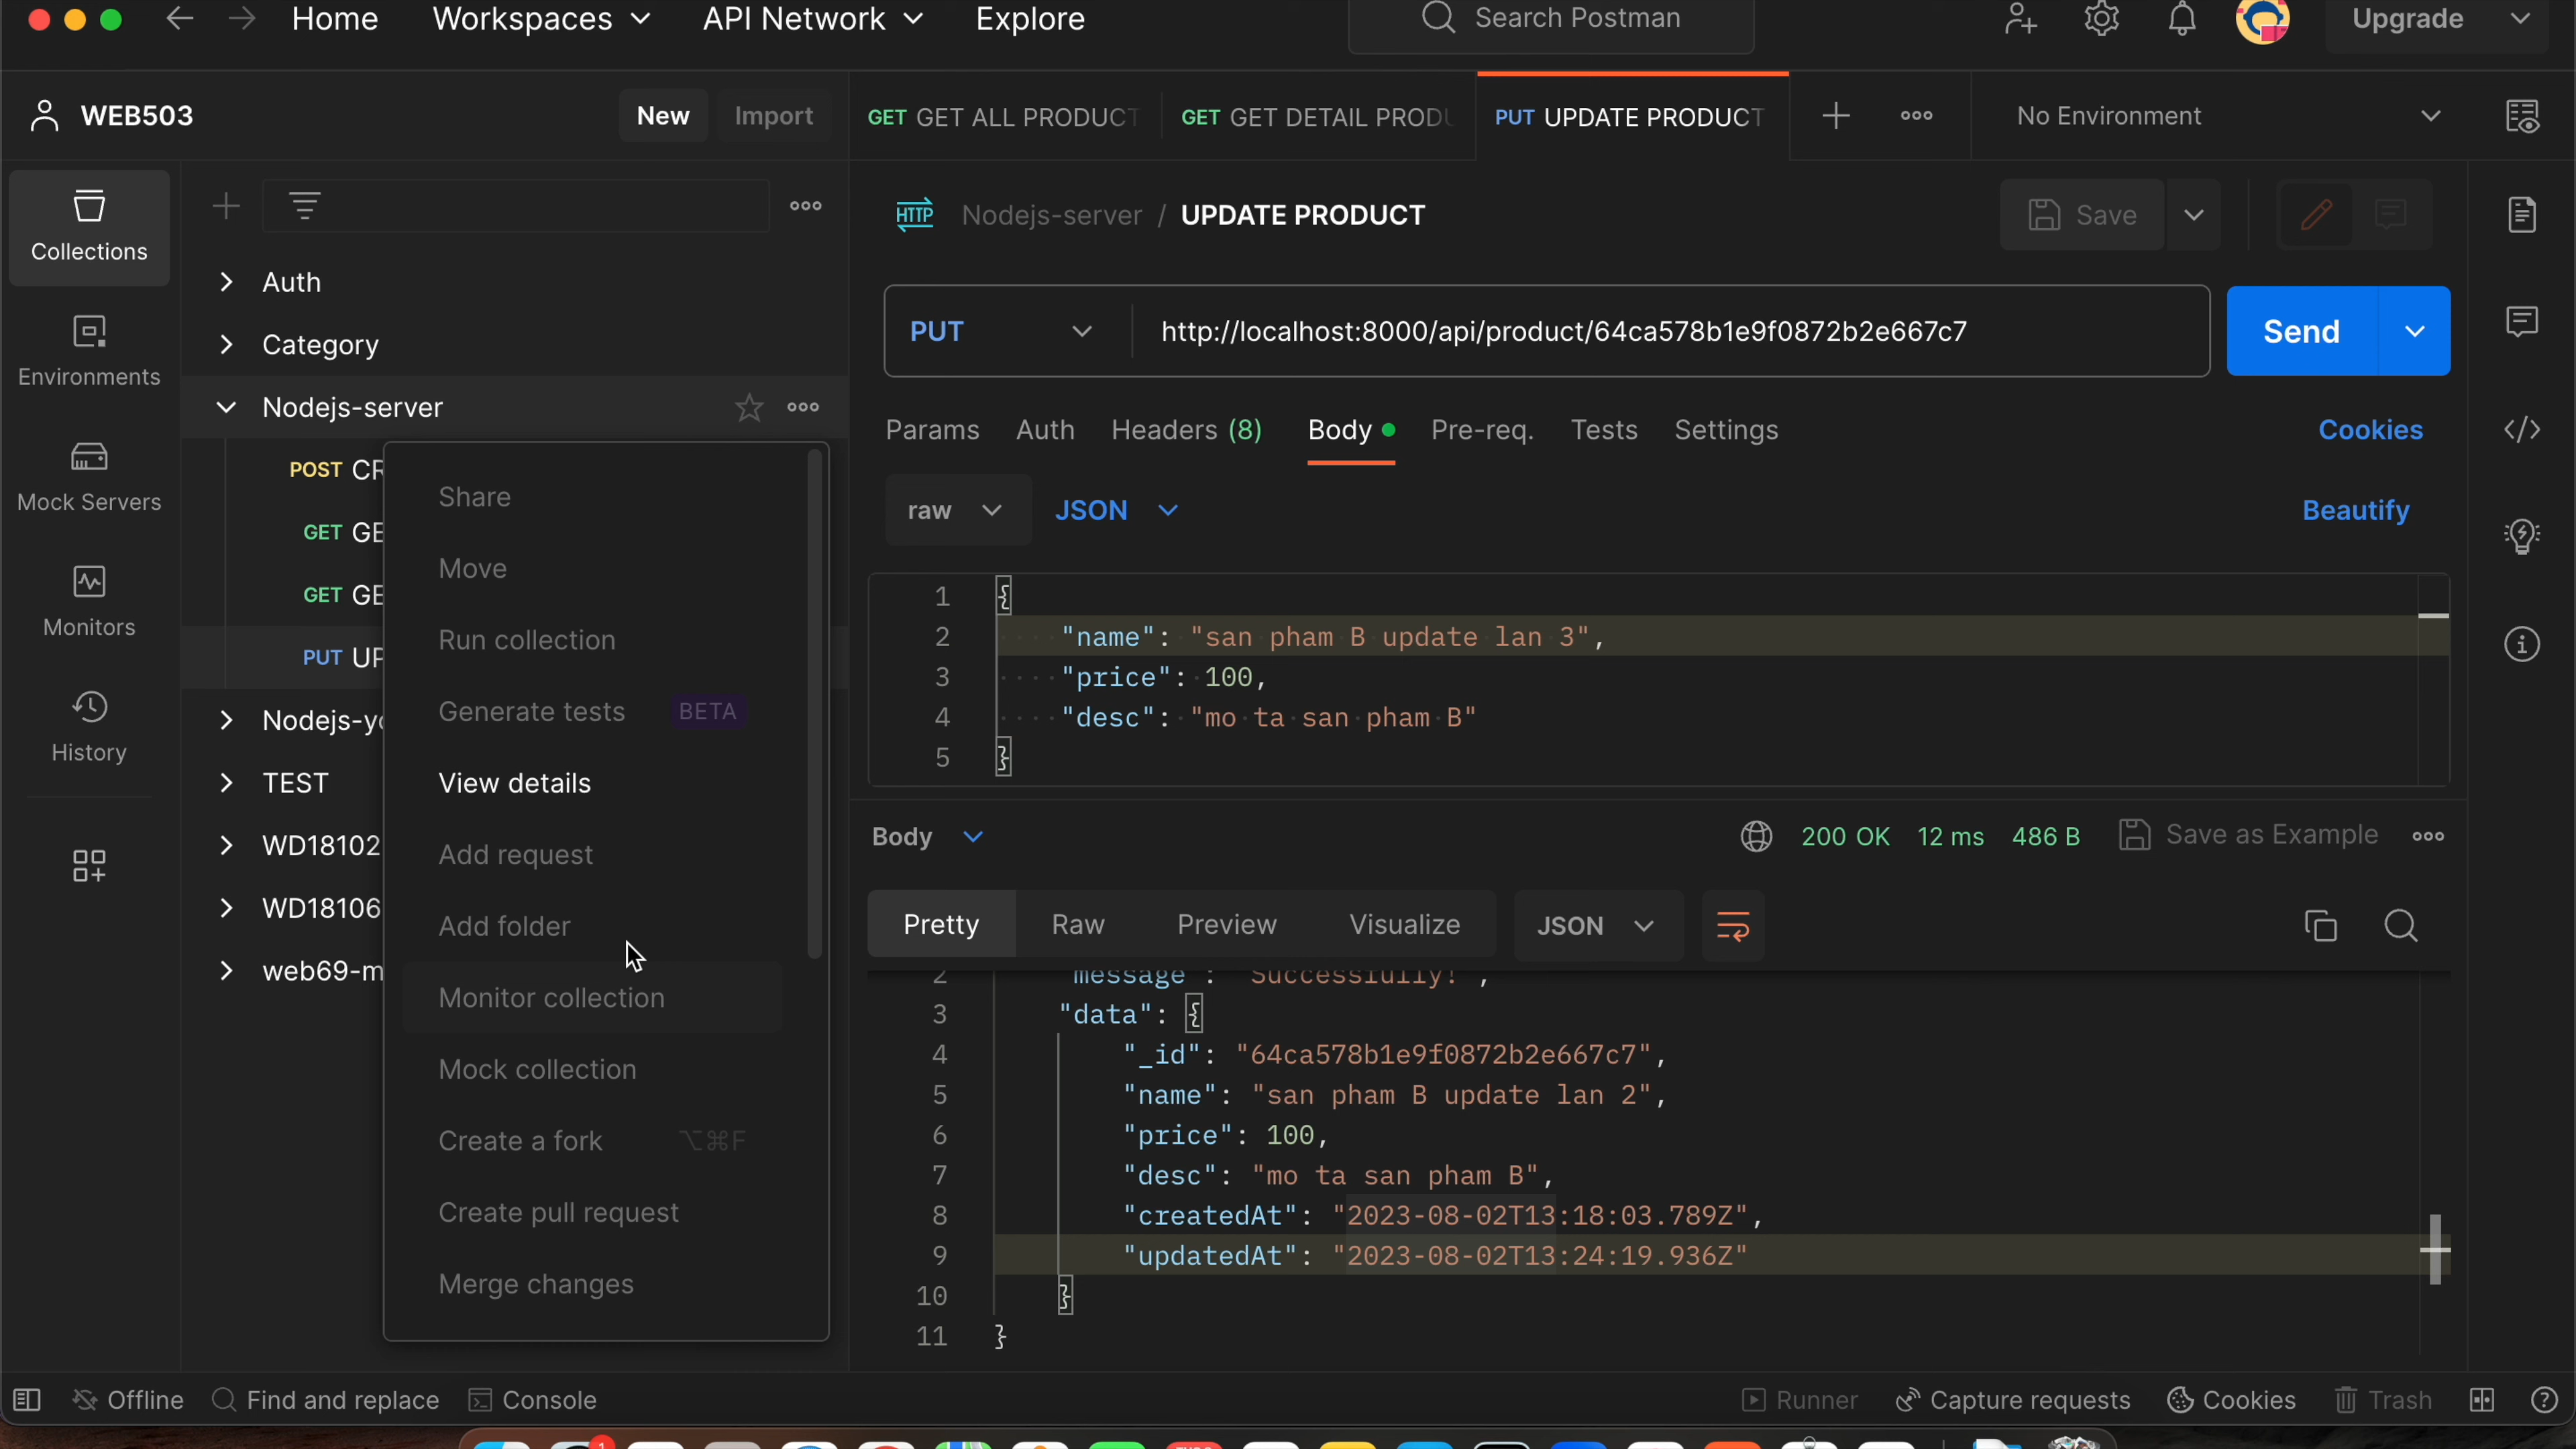 Home Workspaces API Network Explore Search Postman Upgrade
WEB503 New Import GET GET ALL PRODUCT GET GET DETAIL PRODU PUT UPDATE PRODUCT No Environment
Collections
Environments
Mock Servers
Monitors
History
Auth
Category
Nodejs-server
POST CR
GET GE
GET GE
PUT UP
Nodejs-yo
TEST
WD18102
WD18106
web69-m
Share
Move
Run collection
Generate tests BETA
View details
Add request
Add folder
Monitor collection
Mock collection
Create a fork ⌥⌘F
Create pull request
Merge changes
HTTP Nodejs-server / UPDATE PRODUCT Save
PUT http://localhost:8000/api/product/64ca578b1e9f0872b2e667c7 Send
Params Auth Headers (8) Body Pre-req. Tests Settings Cookies
raw JSON Beautify
1 {
2 "name": "san pham B update lan 3",
3 "price": 100,
4 "desc": "mo ta san pham B"
5 }
Body 200 OK 12 ms 486 B Save as Example
Pretty Raw Preview Visualize JSON
2 "message": "Successfully!",
3 "data": {
4 "_id": "64ca578b1e9f0872b2e667c7",
5 "name": "san pham B update lan 2",
6 "price": 100,
7 "desc": "mo ta san pham B",
8 "createdAt": "2023-08-02T13:18:03.789Z",
9 "updatedAt": "2023-08-02T13:24:19.936Z"
10 }
11 }
Offline Find and replace Console Runner Capture requests Cookies Trash
1